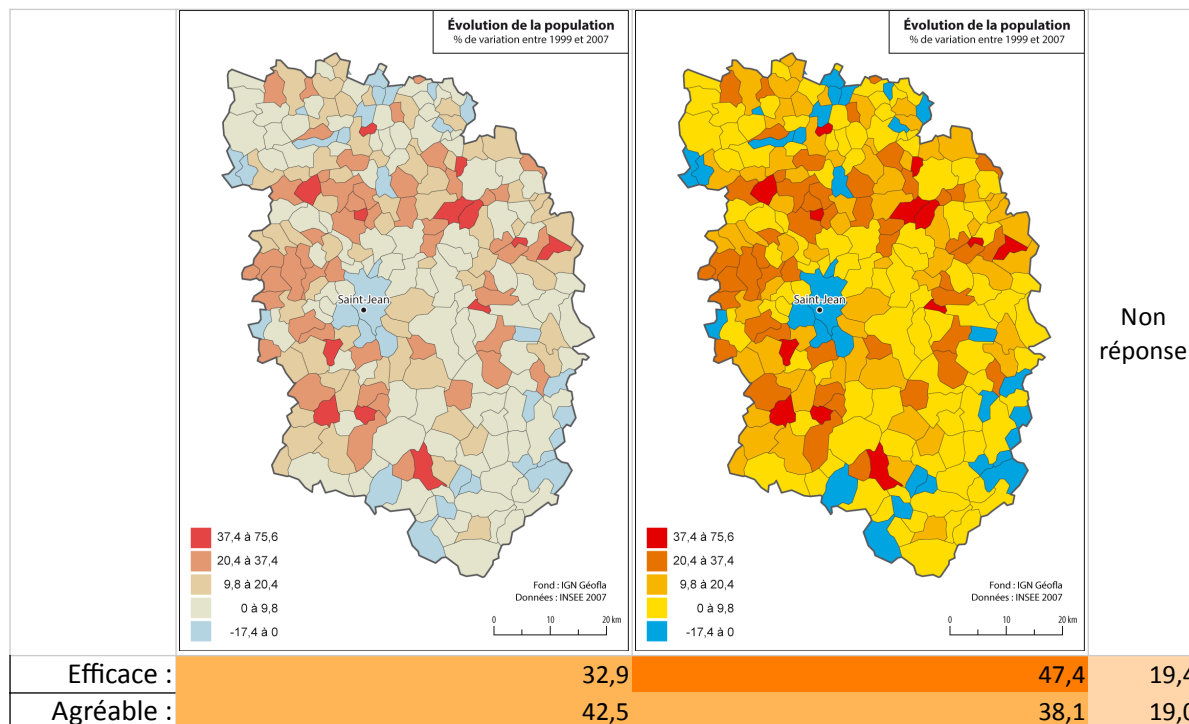 Évolution de la population
% de variation entre 1999 et 2007
Saint-Jean
37,4 à 75,6
20,4 à 37,4
9,8 à 20,4
0 à 9,8
-17,4 à 0
Fond : IGN Géofla
Données : INSEE 2007
0 10 20 km
Évolution de la population
% de variation entre 1999 et 2007
Saint-Jean
37,4 à 75,6
20,4 à 37,4
9,8 à 20,4
0 à 9,8
-17,4 à 0
Fond : IGN Géofla
Données : INSEE 2007
0 10 20 km
Non
réponse
Efficace : 32,9 47,4 19,4
Agréable : 42,5 38,1 19,0